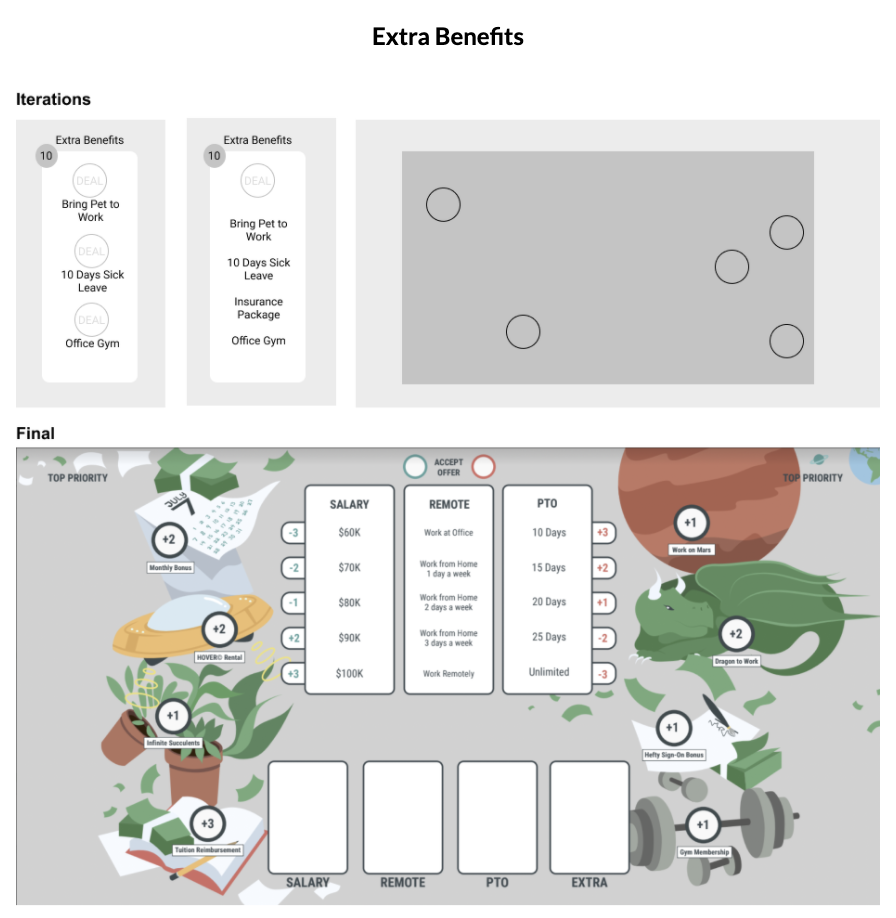 Extra Benefits
Iterations
Extra Benefits
10
DEAL
Bring Pet to
Work
DEAL
10 Days Sick
Leave
DEAL
Office Gym
Extra Benefits
10
DEAL
Bring Pet to
Work
10 Days Sick
Leave
Insurance
Package
Office Gym
Final
TOP PRIORITY
ACCEPT
OFFER
TOP PRIORITY
JULY
7
+2
Monthly Bonus
+2
HOVER© Rental
+1
Infinite Succulents
+3
Tuition Reimbursement
SALARY
-3 $60K
-2 $70K
-1 $80K
+2 $90K
+3 $100K
REMOTE
Work at Office
Work from Home
1 day a week
Work from Home
2 days a week
Work from Home
3 days a week
Work Remotely
PTO
10 Days +3
15 Days +2
20 Days +1
25 Days -2
Unlimited -3
+1
Work on Mars
+2
Dragon to Work
+1
Hefty Sign-On Bonus
+1
Gym Membership
SALARY
REMOTE
PTO
EXTRA